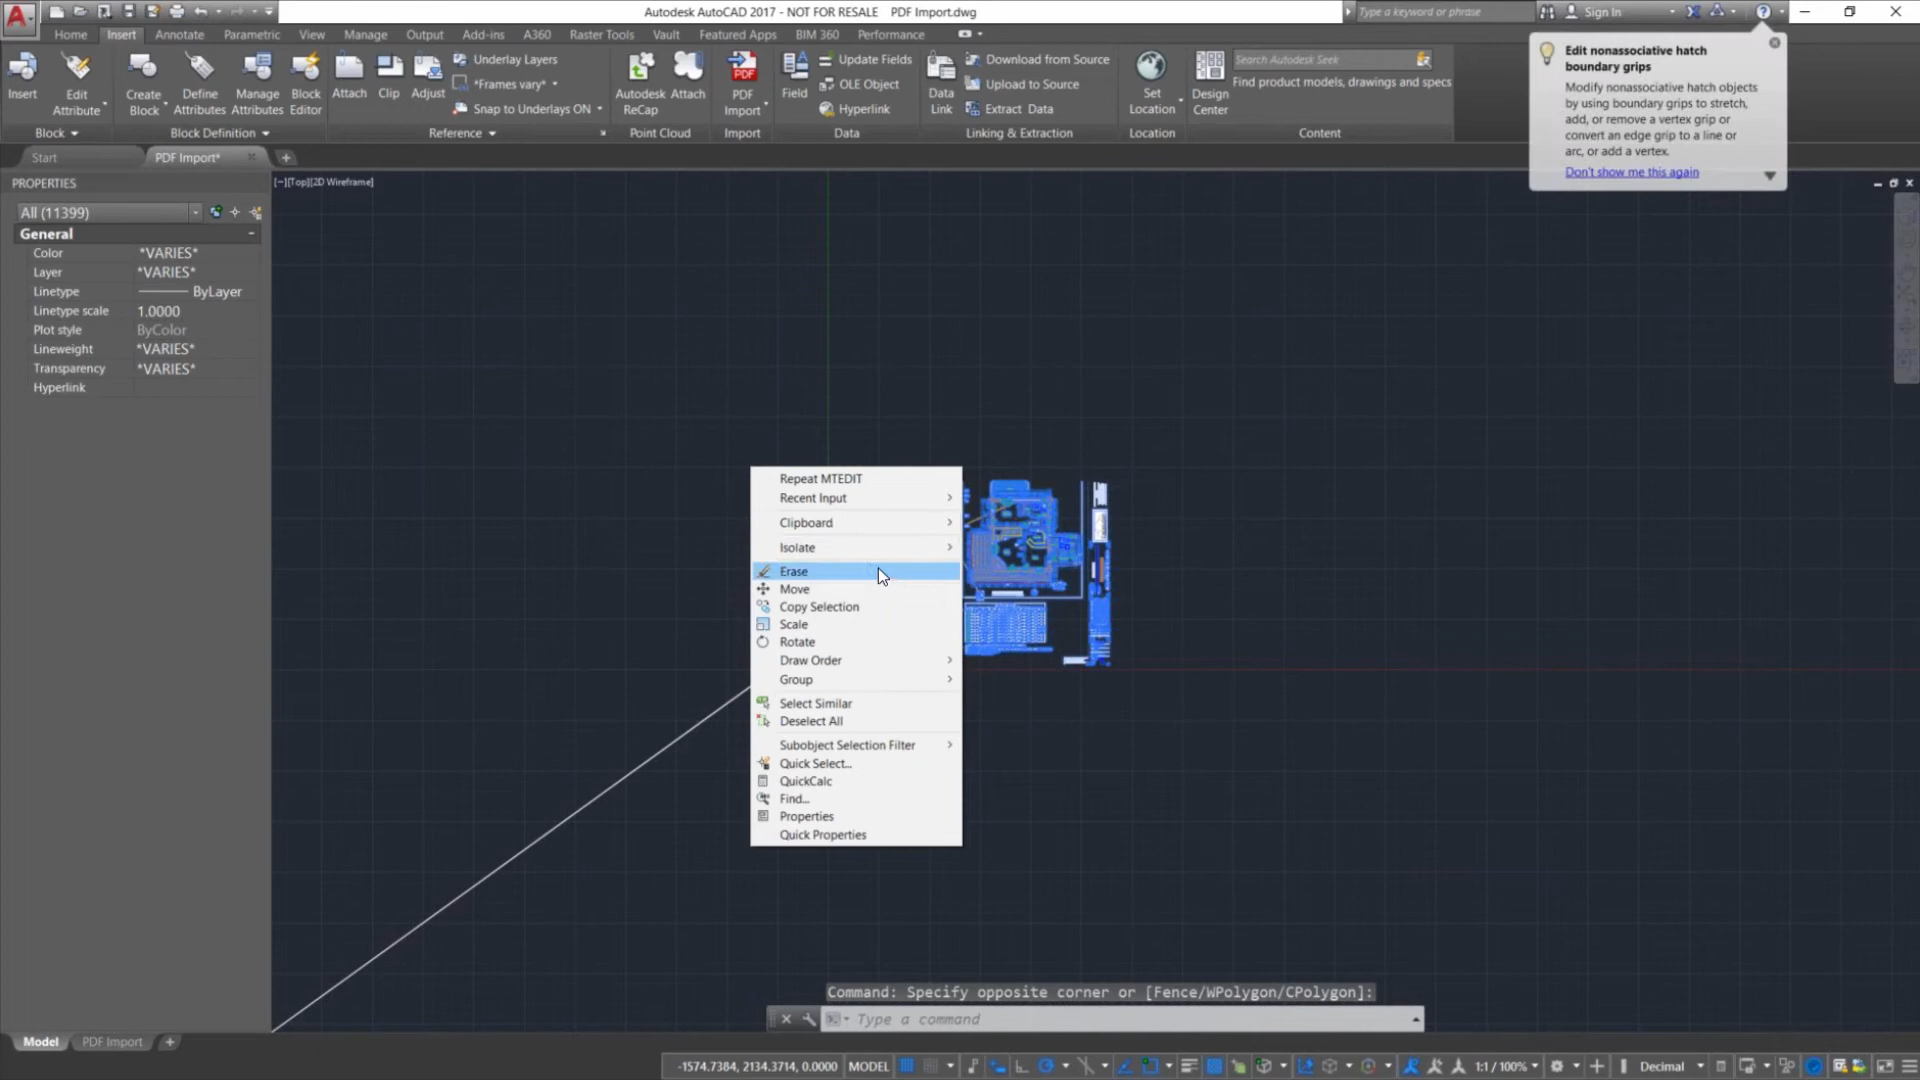 Autodesk AutoCAD 2017 - NOT FOR RESALE PDF Import.dwg
Type a keyword or phrase
Sign In
Home Insert Annotate Parametric View Manage Output Add-ins A360 Raster Tools Vault Featured Apps BIM 360 Performance
Insert
Edit Attribute
Create Block
Define Attributes
Manage Attributes
Block Editor
Attach
Clip
Adjust
Underlay Layers
*Frames vary*
Snap to Underlays ON
Autodesk ReCap
Attach
PDF Import
Field
Update Fields
OLE Object
Hyperlink
Data Link
Download from Source
Upload to Source
Extract Data
Set Location
Design Center
Search Autodesk Seek
Find product models, drawings and specs
Block Block Definition Reference Point Cloud Import Data Linking & Extraction Location Content
Edit nonassociative hatch
boundary grips
Modify nonassociative hatch objects
by using boundary grips to stretch,
add, or remove a vertex grip or
convert an edge grip to a line or
arc, or add a vertex.
Don't show me this again
Start PDF Import*
PROPERTIES
[−][Top][2D Wireframe]
All (11399)
General
Color *VARIES*
Layer *VARIES*
Linetype ByLayer
Linetype scale 1.0000
Plot style ByColor
Lineweight *VARIES*
Transparency *VARIES*
Hyperlink
Repeat MTEDIT
Recent Input
Clipboard
Isolate
Erase
Move
Copy Selection
Scale
Rotate
Draw Order
Group
Select Similar
Deselect All
Subobject Selection Filter
Quick Select...
QuickCalc
Find...
Properties
Quick Properties
Command: Specify opposite corner or [Fence/WPolygon/CPolygon]:
Type a command
Model PDF Import
-1574.7384, 2134.3714, 0.0000 MODEL 1:1 / 100% Decimal